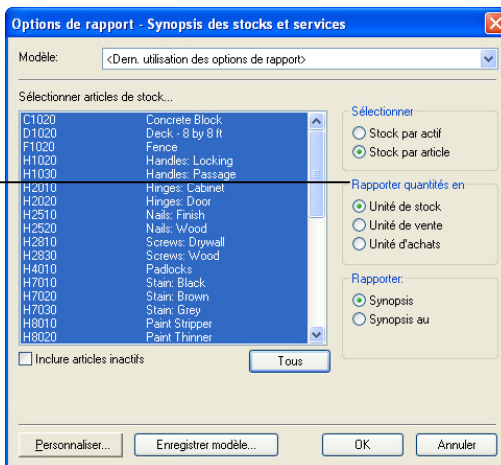 Options de rapport - Synopsis des stocks et services
Modèle: <Dern. utilisation des options de rapport>
Sélectionner articles de stock...
C1020 Concrete Block
D1020 Deck - 8 by 8 ft
F1020 Fence
H1020 Handles: Locking
H1030 Handles: Passage
H2010 Hinges: Cabinet
H2020 Hinges: Door
H2510 Nails: Finish
H2520 Nails: Wood
H2810 Screws: Drywall
H2830 Screws: Wood
H4010 Padlocks
H7010 Stain: Black
H7020 Stain: Brown
H7030 Stain: Grey
H8010 Paint Stripper
H8020 Paint Thinner
Inclure articles inactifs
Tous
Sélectionner
Stock par actif
Stock par article
Rapporter quantités en
Unité de stock
Unité de vente
Unité d'achats
Rapporter:
Synopsis
Synopsis au
Personnaliser... Enregistrer modèle... OK Annuler